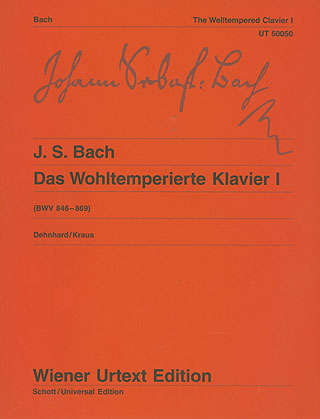 Bach The Welltempered Clavier I
UT 50050
Johann Sebast: Bach
J. S. Bach
Das Wohltemperierte Klavier I
(BWV 846–869)
Dehnhard/Kraus
Wiener Urtext Edition
Schott/Universal Edition